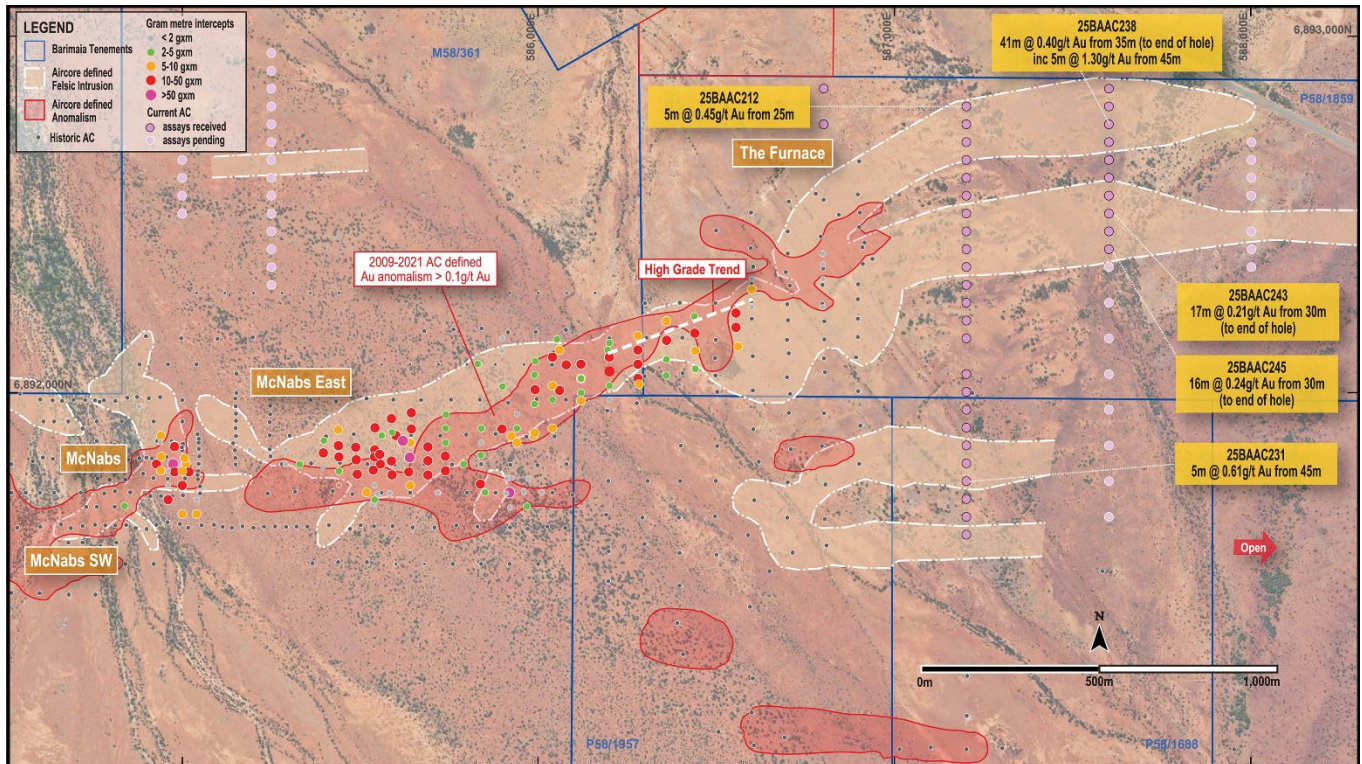 LEGEND
Barimaia Tenements
Aircore defined
Felsic Intrusion
Aircore defined
Anomalism
Historic AC
Gram metre intercepts
< 2 gxm
2-5 gxm
5-10 gxm
10-50 gxm
>50 gxm
Current AC
assays received
assays pending
M58/361
586,000E
587,000E
588,000E
6,893,000N
P58/1859
25BAAC238
41m @ 0.40g/t Au from 35m (to end of hole)
inc 5m @ 1.30g/t Au from 45m
25BAAC212
5m @ 0.45g/t Au from 25m
The Furnace
2009-2021 AC defined
Au anomalism > 0.1g/t Au
High Grade Trend
25BAAC243
17m @ 0.21g/t Au from 30m
(to end of hole)
6,892,000N
McNabs East
25BAAC245
16m @ 0.24g/t Au from 30m
(to end of hole)
McNabs
25BAAC231
5m @ 0.61g/t Au from 45m
McNabs SW
Open
N
0m
500m
1,000m
P58/1957
P58/1688